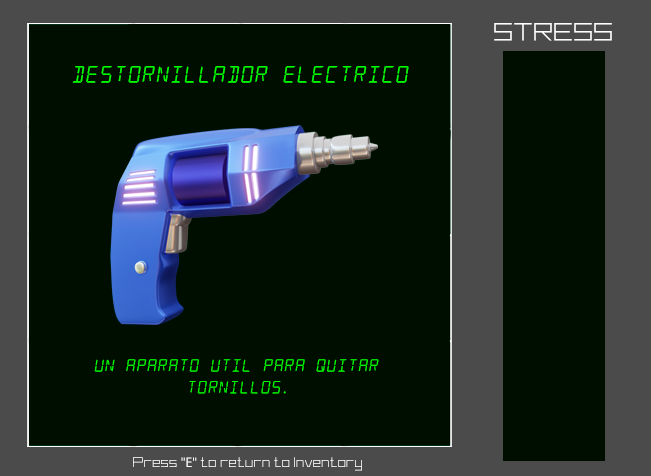 STRESS
DESTORNILLADOR ELECTRICO
UN APARATO UTIL PARA QUITAR
TORNILLOS.
Press "E" to return to Inventory